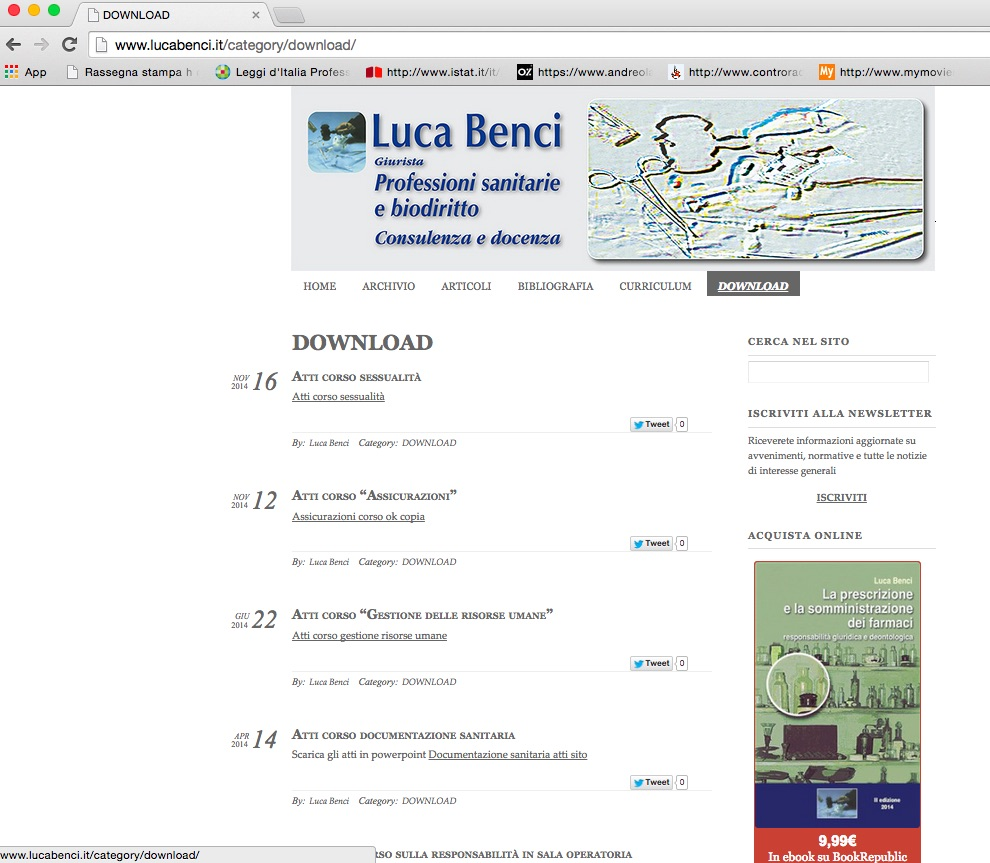 DOWNLOAD
www.lucabenci.it/category/download/
App
Rassegna stampa h
Leggi d'Italia Profess
http://www.istat.it/it/
https://www.andreola
http://www.controrad
My
http://www.mymovie
Luca Benci
Giurista
Professioni sanitarie
e biodiritto
Consulenza e docenza
HOME ARCHIVIO ARTICOLI BIBLIOGRAFIA CURRICULUM DOWNLOAD
DOWNLOAD
NOV 2014 16
Atti corso sessualità
Atti corso sessualità
Tweet 0
By: Luca Benci Category: DOWNLOAD
NOV 2014 12
Atti corso “Assicurazioni”
Assicurazioni corso ok copia
Tweet 0
By: Luca Benci Category: DOWNLOAD
GIU 2014 22
Atti corso “Gestione delle risorse umane”
Atti corso gestione risorse umane
Tweet 0
By: Luca Benci Category: DOWNLOAD
APR 2014 14
Atti corso documentazione sanitaria
Scarica gli atti in powerpoint Documentazione sanitaria atti sito
Tweet 0
By: Luca Benci Category: DOWNLOAD
sulla responsabilità in sala operatoria
www.lucabenci.it/category/download/
CERCA NEL SITO
ISCRIVITI ALLA NEWSLETTER
Riceverete informazioni aggiornate su
avvenimenti, normative e tutte le notizie
di interesse generali
ISCRIVITI
ACQUISTA ONLINE
Luca Benci
La prescrizione
e la somministrazione
dei farmaci
responsabilità giuridica e deontologica
II edizione
2014
9,99€
In ebook su BookRepublic